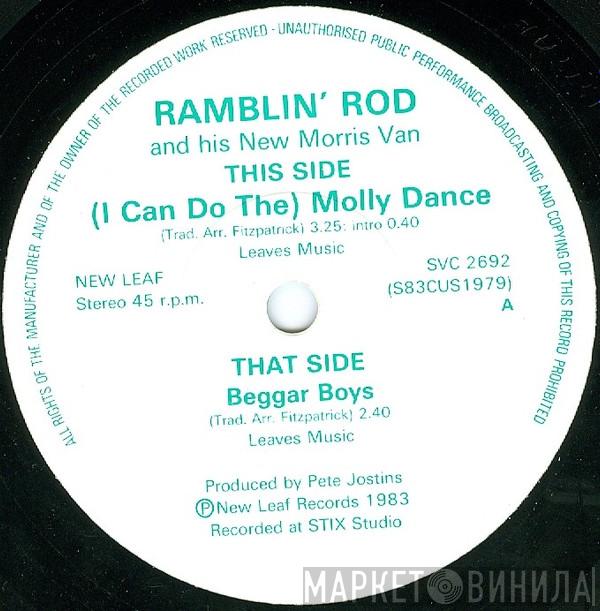 ALL RIGHTS OF THE MANUFACTURER AND OF THE OWNER OF THE RECORDED WORK RESERVED - UNAUTHORISED PUBLIC PERFORMANCE BROADCASTING AND COPYING OF THIS RECORD PROHIBITED
RAMBLIN' ROD
and his New Morris Van
THIS SIDE
(I Can Do The) Molly Dance
(Trad. Arr. Fitzpatrick) 3.25: intro 0.40
Leaves Music
NEW LEAF
Stereo 45 r.p.m.
SVC 2692
(S83CUS1979)
A
THAT SIDE
Beggar Boys
(Trad. Arr. Fitzpatrick) 2.40
Leaves Music
Produced by Pete Jostins
ⓟNew Leaf Records 1983
Recorded at STIX Studio
МАРКЕТ ВИНИЛА